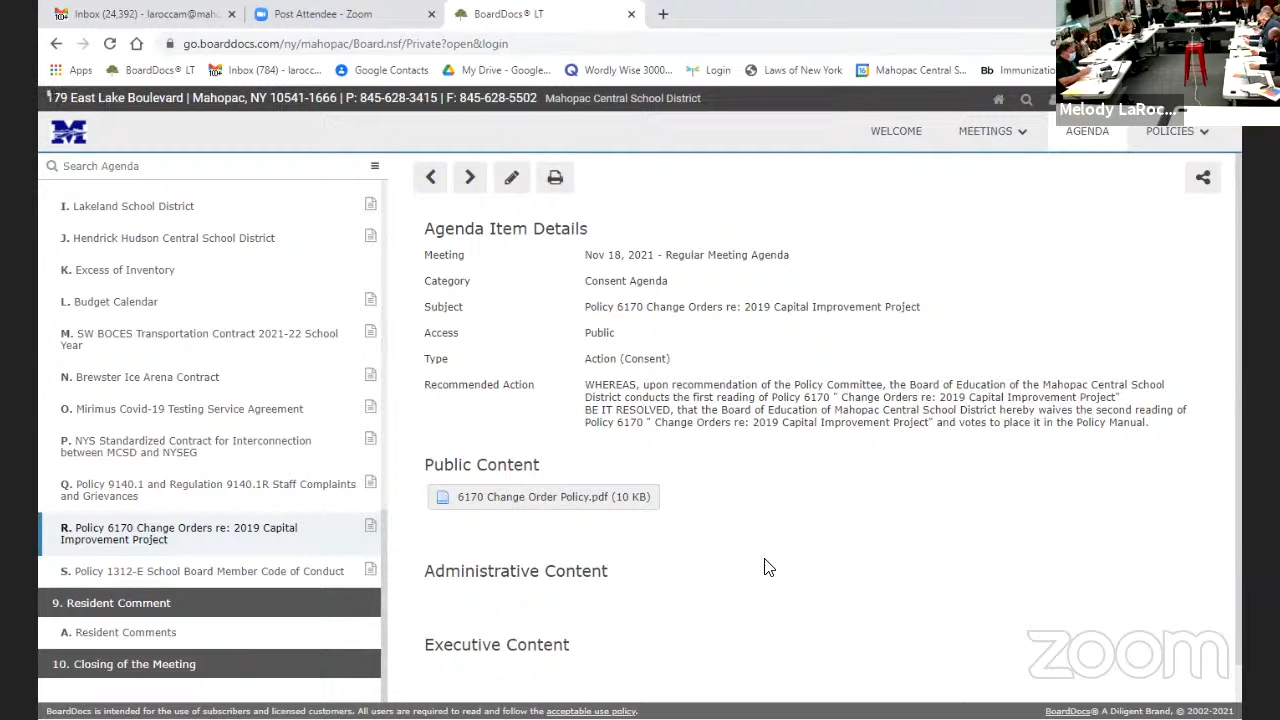 Inbox (24,392) - laroccam@mah
Post Attendee - Zoom
BoardDocs® LT
go.boarddocs.com/ny/mahopac/Board.nsf/Private?open&login
Apps
BoardDocs® LT
Inbox (784) - larocc...
Google Contacts
My Drive - Google...
Wordly Wise 3000...
Login
Laws of New York
Mahopac Central S...
Bb Immunizatio
Melody LaRoc...
179 East Lake Boulevard | Mahopac, NY 10541-1666 | P: 845-628-3415 | F: 845-628-5502 Mahopac Central School District
M
WELCOME
MEETINGS
AGENDA
POLICIES
Search Agenda
I. Lakeland School District
J. Hendrick Hudson Central School District
K. Excess of Inventory
L. Budget Calendar
M. SW BOCES Transportation Contract 2021-22 School
Year
N. Brewster Ice Arena Contract
O. Mirimus Covid-19 Testing Service Agreement
P. NYS Standardized Contract for Interconnection
between MCSD and NYSEG
Q. Policy 9140.1 and Regulation 9140.1R Staff Complaints
and Grievances
R. Policy 6170 Change Orders re: 2019 Capital
Improvement Project
S. Policy 1312-E School Board Member Code of Conduct
9. Resident Comment
A. Resident Comments
10. Closing of the Meeting
Agenda Item Details
Meeting Nov 18, 2021 - Regular Meeting Agenda
Category Consent Agenda
Subject Policy 6170 Change Orders re: 2019 Capital Improvement Project
Access Public
Type Action (Consent)
Recommended Action WHEREAS, upon recommendation of the Policy Committee, the Board of Education of the Mahopac Central School
District conducts the first reading of Policy 6170 " Change Orders re: 2019 Capital Improvement Project"
BE IT RESOLVED, that the Board of Education of Mahopac Central School District hereby waives the second reading of
Policy 6170 " Change Orders re: 2019 Capital Improvement Project" and votes to place it in the Policy Manual.
Public Content
6170 Change Order Policy.pdf (10 KB)
Administrative Content
Executive Content
zoom
BoardDocs is intended for the use of subscribers and licensed customers. All users are required to read and follow the acceptable use policy.
BoardDocs® A Diligent Brand, © 2002-2021